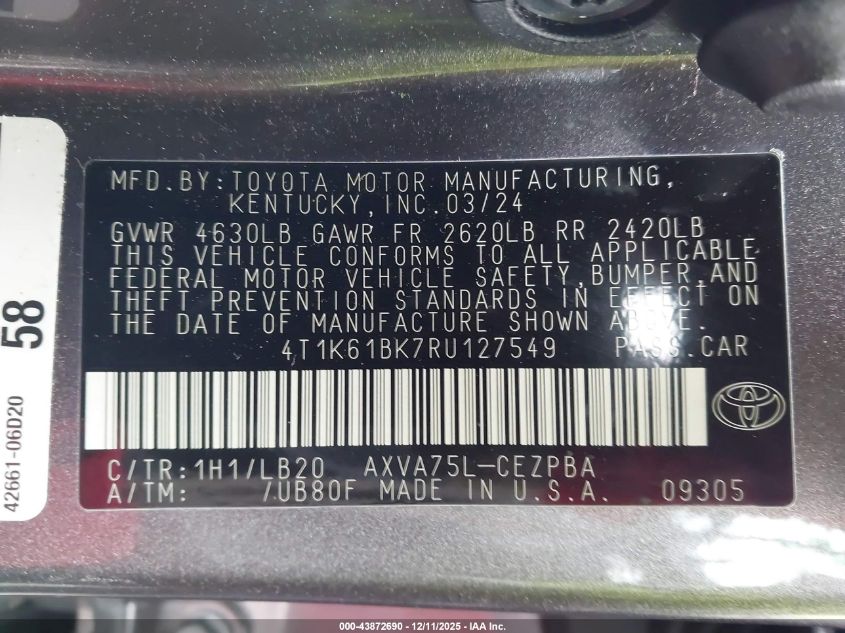 MFD.BY:TOYOTA MOTOR MANUFACTURING,
KENTUCKY,INC.03/24
GVWR 4630LB GAWR FR 2620LB RR 2420LB
THIS VEHICLE CONFORMS TO ALL APPLICABLE
FEDERAL MOTOR VEHICLE SAFETY,BUMPER,AND
THEFT PREVENTION STANDARDS IN EFFECT ON
THE DATE OF MANUFACTURE SHOWN ABOVE.
4T1K61BK7RU127549 PASS.CAR
C/TR:1H1/LB20 AXVA75L-CEZPBA
A/TM: 7UB80F MADE IN U.S.A. 09305
58
42661-06D20
000-43872690 - 12/11/2025 - IAA Inc.